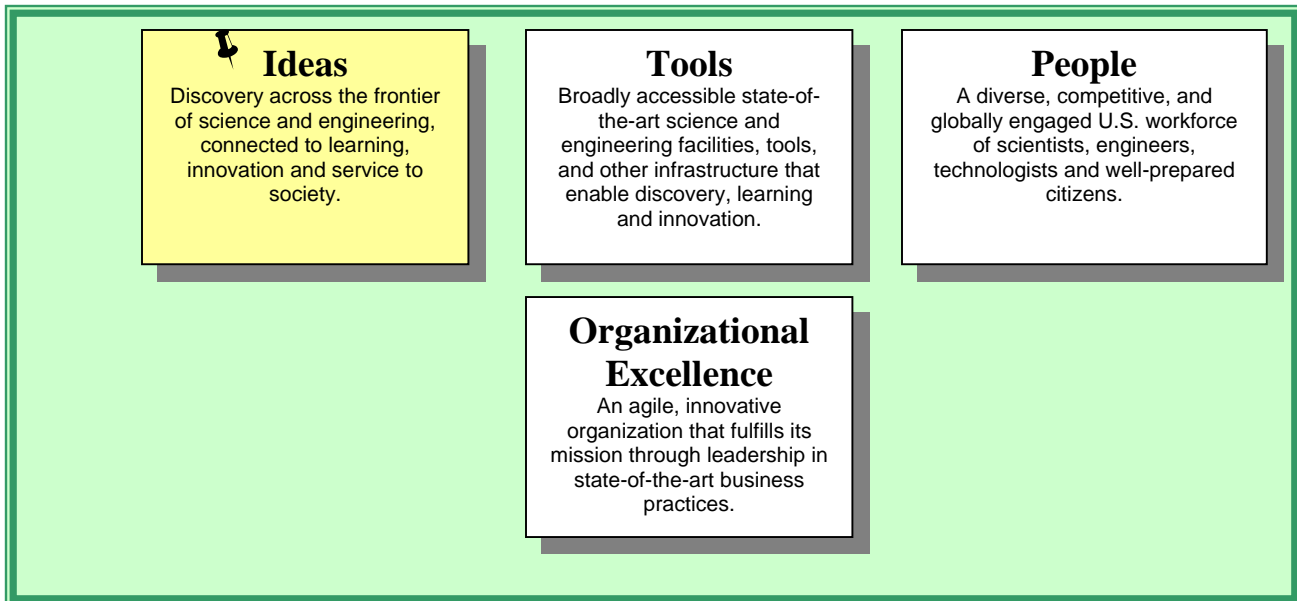 Ideas
Discovery across the frontier
of science and engineering,
connected to learning,
innovation and service to
society.
Tools
Broadly accessible state-of-
the-art science and
engineering facilities, tools,
and other infrastructure that
enable discovery, learning
and innovation.
People
A diverse, competitive, and
globally engaged U.S. workforce
of scientists, engineers,
technologists and well-prepared
citizens.
Organizational
Excellence
An agile, innovative
organization that fulfills its
mission through leadership in
state-of-the-art business
practices.